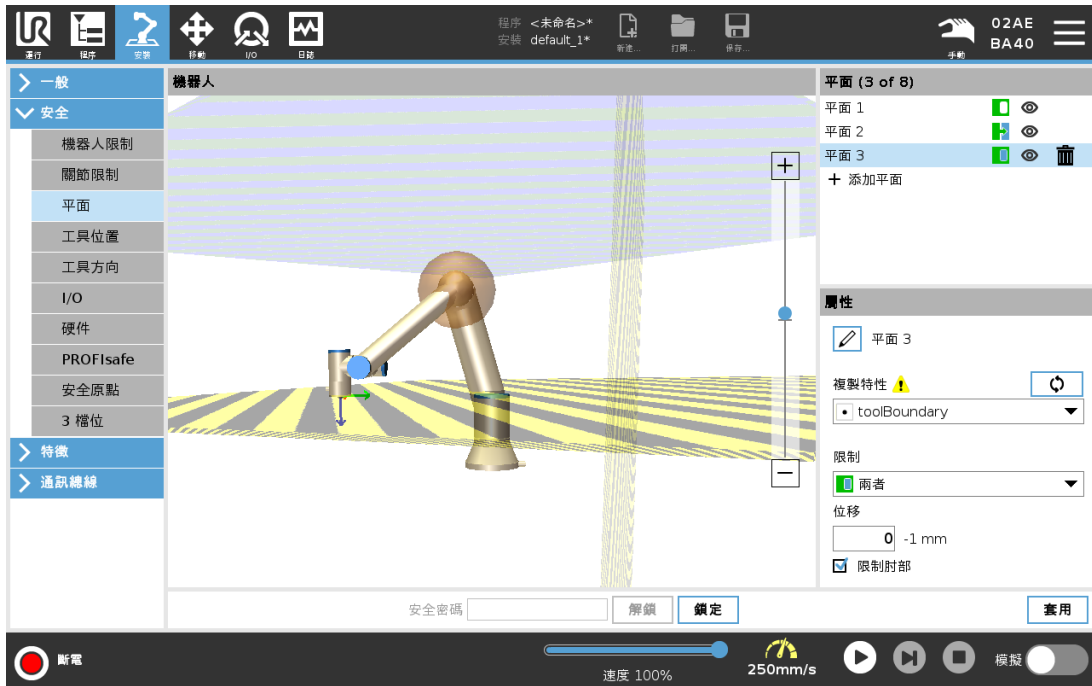 程序 <未命名>*
安裝 default_1*
02AE
BA40
運行
程序
安裝
移動
I/O
日誌
新建...
打開...
保存...
手動
一般
安全
機器人限制
關節限制
平面
工具位置
工具方向
I/O
硬件
PROFIsafe
安全原點
3 檔位
特徵
通訊總線
機器人
平面 (3 of 8)
平面 1
平面 2
平面 3
添加平面
屬性
平面 3
複製特性
toolBoundary
限制
兩者
位移
0 -1 mm
限制肘部
安全密碼
解鎖
鎖定
套用
斷電
速度 100%
250mm/s
模擬